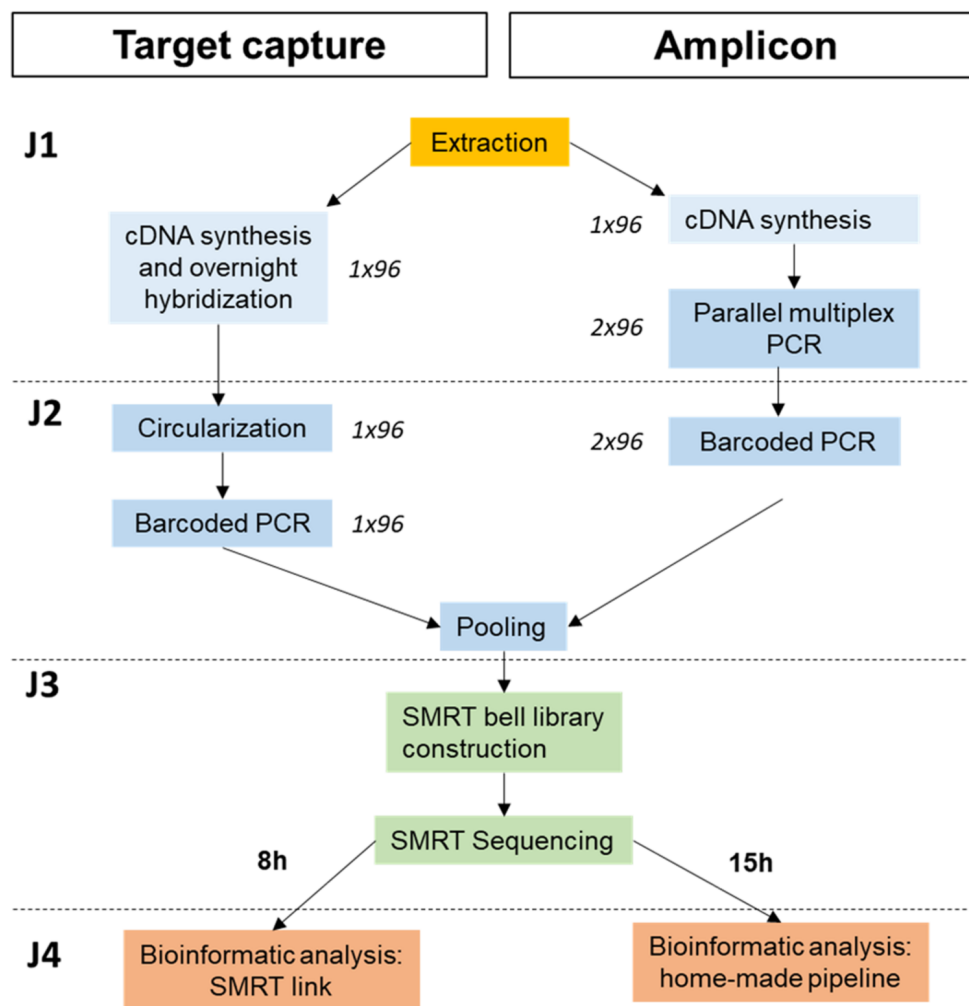 Target capture
Amplicon
J1
Extraction
cDNA synthesis
and overnight
hybridization
1x96
1x96
cDNA synthesis
2x96
Parallel multiplex
PCR
J2
Circularization
1x96
2x96
Barcoded PCR
Barcoded PCR
1x96
Pooling
J3
SMRT bell library
construction
SMRT Sequencing
8h
15h
J4
Bioinformatic analysis:
SMRT link
Bioinformatic analysis:
home-made pipeline